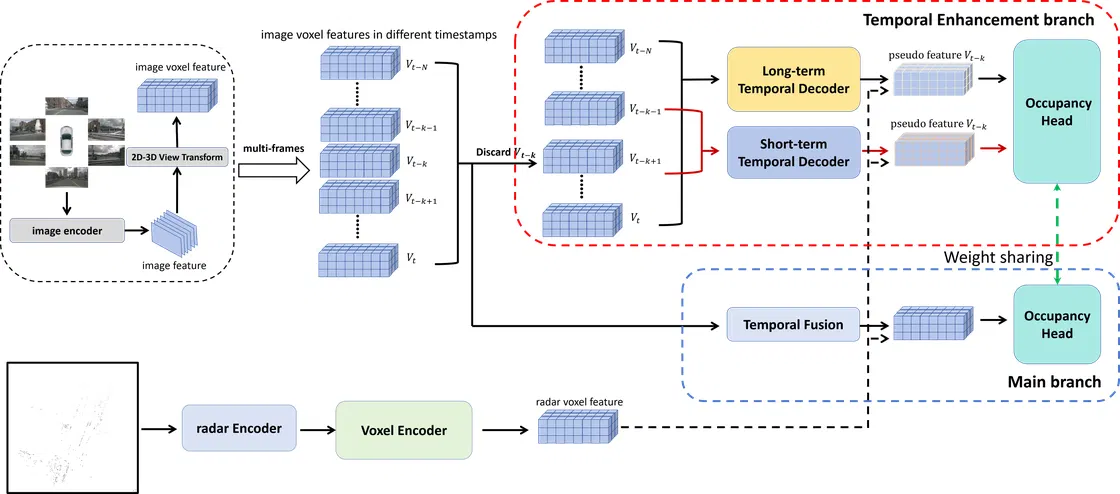 Temporal Enhancement branch
image voxel features in different timestamps
image voxel feature
2D-3D View Transform
image encoder
image feature
multi-frames
V_{t−N}
V_{t−k−1}
V_{t−k}
V_{t−k+1}
V_t
Discard V_{t−k}
V_{t−N}
V_{t−k−1}
V_{t−k+1}
V_t
Long-term
Temporal Decoder
Short-term
Temporal Decoder
pseudo feature V_{t−k}
pseudo feature V_{t−k}
Occupancy
Head
Weight sharing
Temporal Fusion
Occupancy
Head
Main branch
radar Encoder
Voxel Encoder
radar voxel feature